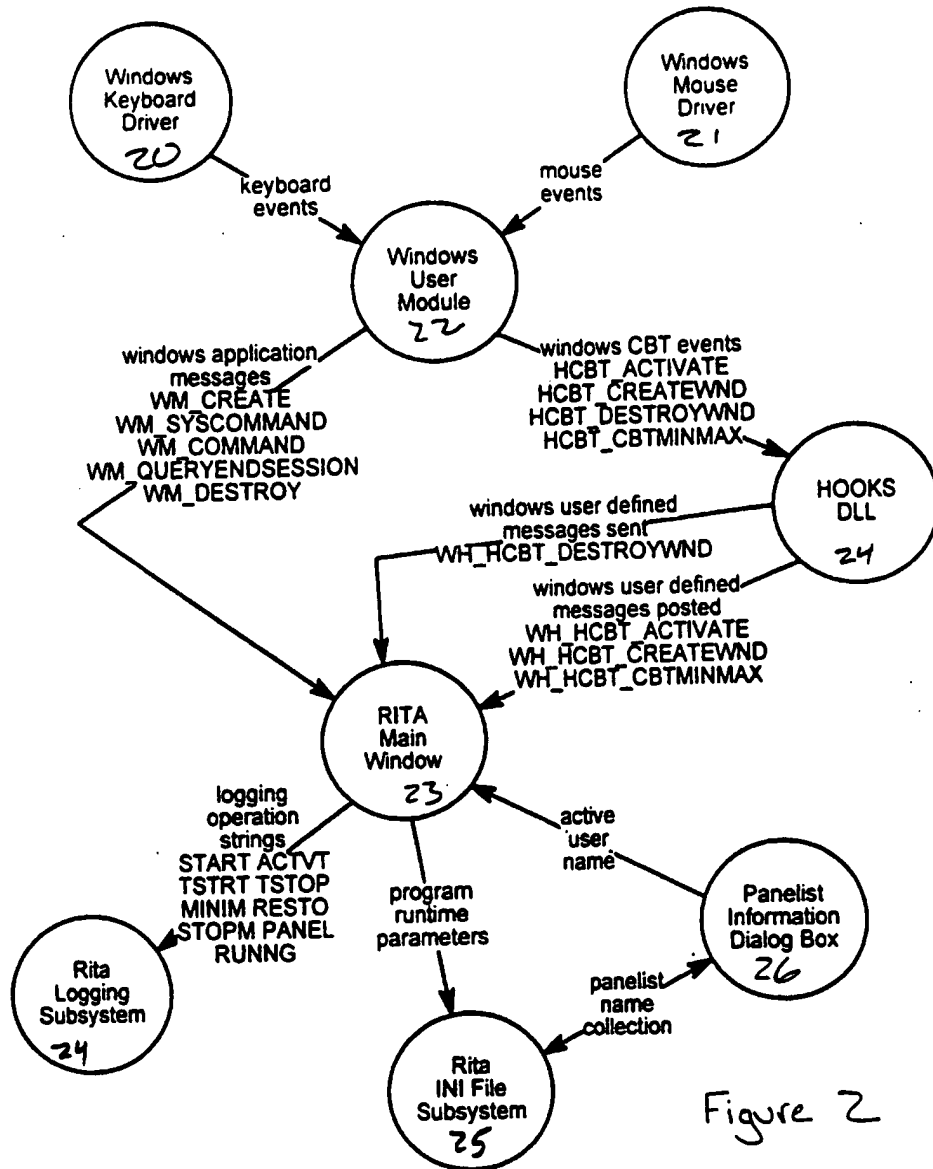 Windows
Keyboard
Driver
20
Windows
Mouse
Driver
21
keyboard
events
mouse
events
Windows
User
Module
22
windows application
messages
WM_CREATE
WM_SYSCOMMAND
WM_COMMAND
WM_QUERYENDSESSION
WM_DESTROY
windows CBT events
HCBT_ACTIVATE
HCBT_CREATEWND
HCBT_DESTROYWND
HCBT_CBTMINMAX
HOOKS
DLL
24
windows user defined
messages sent
WH_HCBT_DESTROYWND
windows user defined
messages posted
WH_HCBT_ACTIVATE
WH_HCBT_CREATEWND
WH_HCBT_CBTMINMAX
RITA
Main
Window
23
logging
operation
strings
START ACTVT
TSTRT TSTOP
MINIM RESTO
STOPM PANEL
RUNNG
program
runtime
parameters
active
user
name
Panelist
Information
Dialog Box
26
panelist
name
collection
Rita
Logging
Subsystem
24
Rita
INI File
Subsystem
25
Figure 2